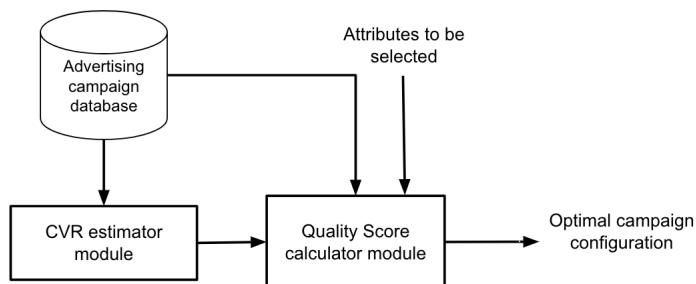 Advertising
campaign
database
Attributes to be
selected
CVR estimator
module
Quality Score
calculator module
Optimal campaign
configuration